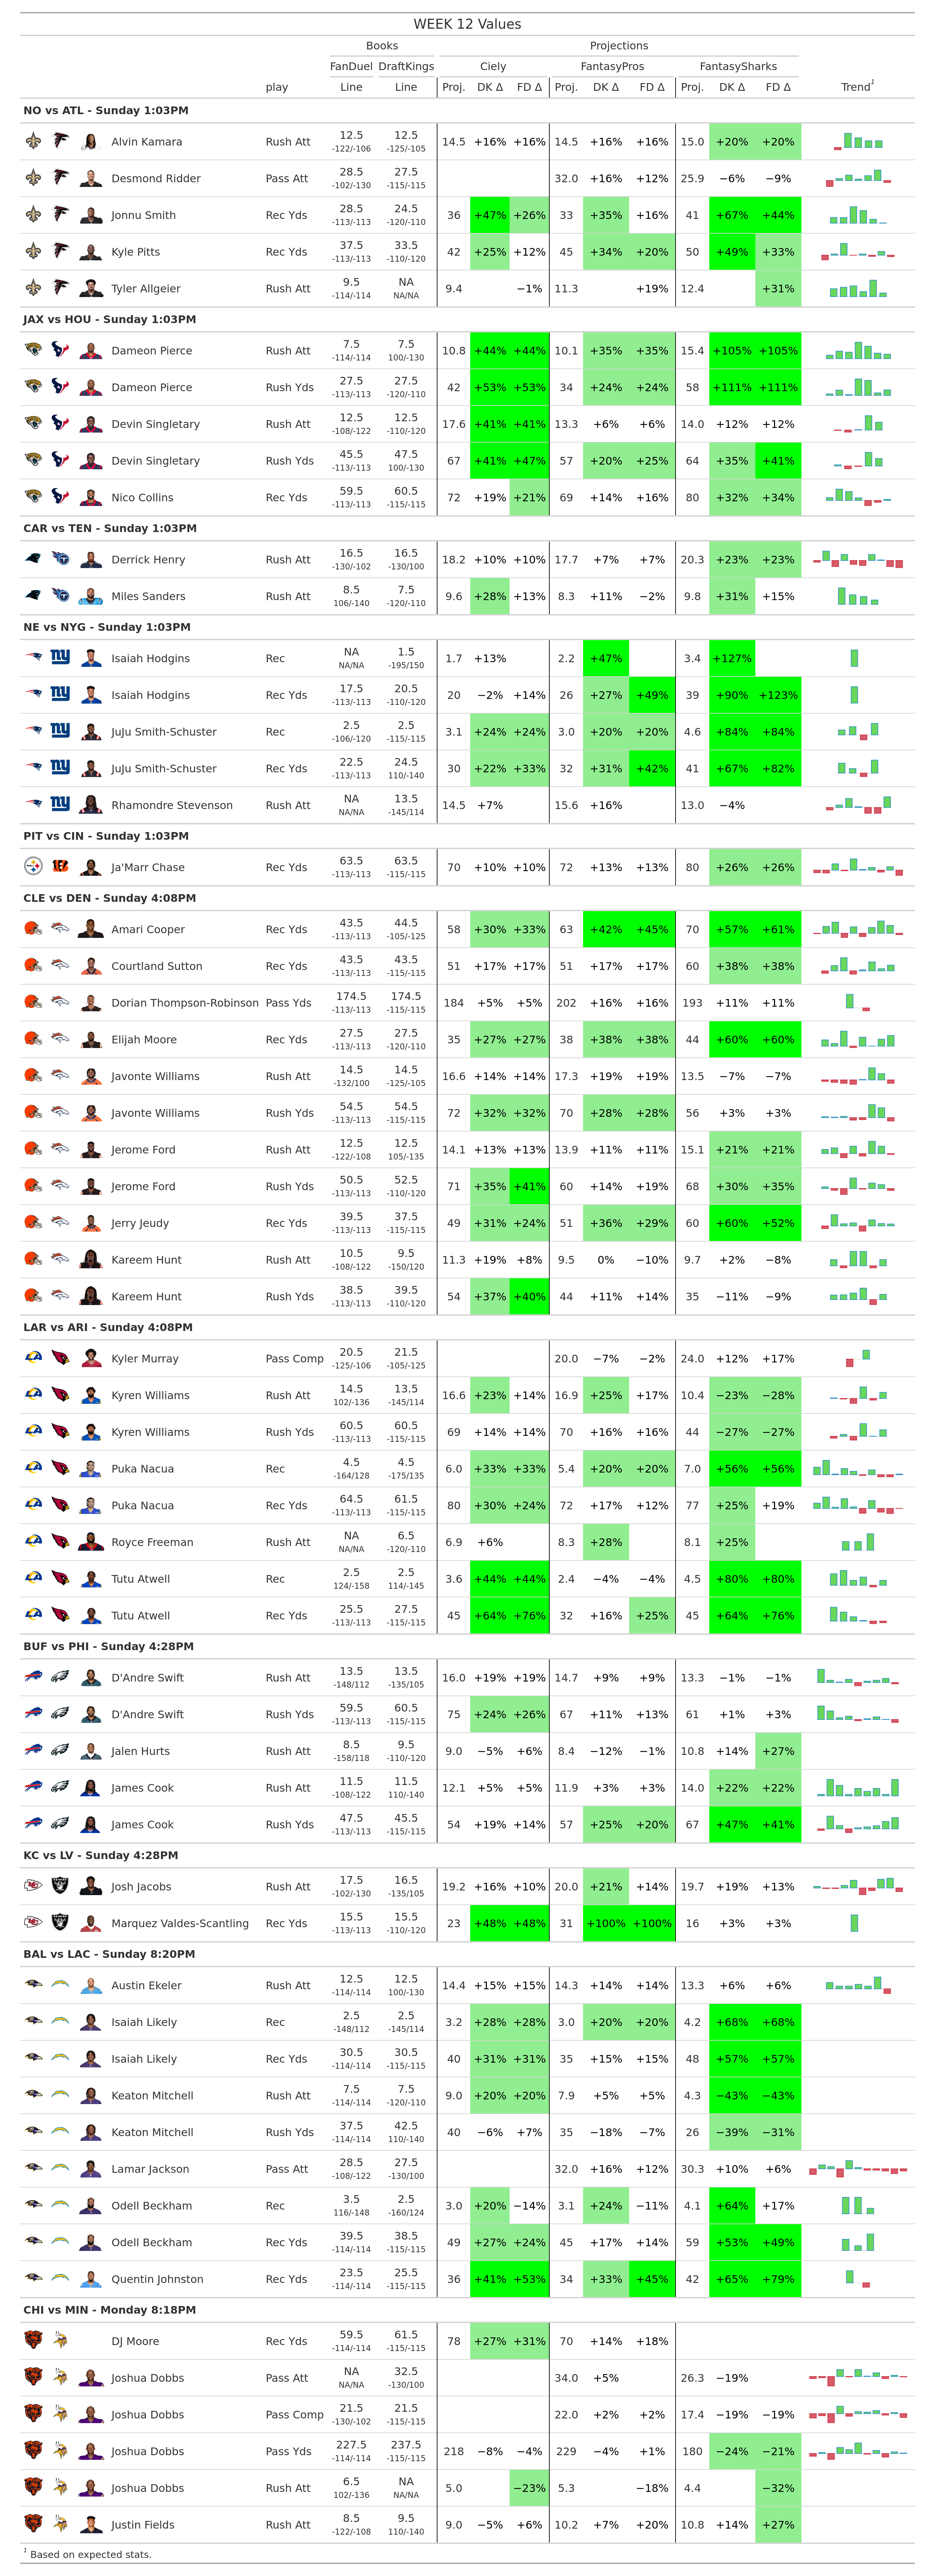 WEEK 12 Values
Books Projections
FanDuel DraftKings Ciely FantasyPros FantasySharks
play Line Line Proj. DK Δ FD Δ Proj. DK Δ FD Δ Proj. DK Δ FD Δ Trend¹
NO vs ATL - Sunday 1:03PM
Alvin Kamara Rush Att 12.5 12.5 14.5 +16% +16% 14.5 +16% +16% 15.0 +20% +20%
-122/-106 -125/-105
Desmond Ridder Pass Att 28.5 27.5 32.0 +16% +12% 25.9 −6% −9%
-102/-130 -115/-115
Jonnu Smith Rec Yds 28.5 24.5 36 +47% +26% 33 +35% +16% 41 +67% +44%
-113/-113 -120/-110
Kyle Pitts Rec Yds 37.5 33.5 42 +25% +12% 45 +34% +20% 50 +49% +33%
-113/-113 -110/-120
Tyler Allgeier Rush Att 9.5 NA 9.4 −1% 11.3 +19% 12.4 +31%
-114/-114 NA/NA
JAX vs HOU - Sunday 1:03PM
Dameon Pierce Rush Att 7.5 7.5 10.8 +44% +44% 10.1 +35% +35% 15.4 +105% +105%
-114/-114 100/-130
Dameon Pierce Rush Yds 27.5 27.5 42 +53% +53% 34 +24% +24% 58 +111% +111%
-113/-113 -120/-110
Devin Singletary Rush Att 12.5 12.5 17.6 +41% +41% 13.3 +6% +6% 14.0 +12% +12%
-108/-122 -110/-120
Devin Singletary Rush Yds 45.5 47.5 67 +41% +47% 57 +20% +25% 64 +35% +41%
-113/-113 100/-130
Nico Collins Rec Yds 59.5 60.5 72 +19% +21% 69 +14% +16% 80 +32% +34%
-113/-113 -115/-115
CAR vs TEN - Sunday 1:03PM
Derrick Henry Rush Att 16.5 16.5 18.2 +10% +10% 17.7 +7% +7% 20.3 +23% +23%
-130/-102 -130/100
Miles Sanders Rush Att 8.5 7.5 9.6 +28% +13% 8.3 +11% −2% 9.8 +31% +15%
106/-140 -120/-110
NE vs NYG - Sunday 1:03PM
Isaiah Hodgins Rec NA 1.5 1.7 +13% 2.2 +47% 3.4 +127%
NA/NA -195/150
Isaiah Hodgins Rec Yds 17.5 20.5 20 −2% +14% 26 +27% +49% 39 +90% +123%
-113/-113 -110/-120
JuJu Smith-Schuster Rec 2.5 2.5 3.1 +24% +24% 3.0 +20% +20% 4.6 +84% +84%
-106/-120 -115/-115
JuJu Smith-Schuster Rec Yds 22.5 24.5 30 +22% +33% 32 +31% +42% 41 +67% +82%
-113/-113 110/-140
Rhamondre Stevenson Rush Att NA 13.5 14.5 +7% 15.6 +16% 13.0 −4%
NA/NA -145/114
PIT vs CIN - Sunday 1:03PM
Ja'Marr Chase Rec Yds 63.5 63.5 70 +10% +10% 72 +13% +13% 80 +26% +26%
-113/-113 -115/-115
CLE vs DEN - Sunday 4:08PM
Amari Cooper Rec Yds 43.5 44.5 58 +30% +33% 63 +42% +45% 70 +57% +61%
-113/-113 -105/-125
Courtland Sutton Rec Yds 43.5 43.5 51 +17% +17% 51 +17% +17% 60 +38% +38%
-113/-113 -115/-115
Dorian Thompson-Robinson Pass Yds 174.5 174.5 184 +5% +5% 202 +16% +16% 193 +11% +11%
-113/-113 -115/-115
Elijah Moore Rec Yds 27.5 27.5 35 +27% +27% 38 +38% +38% 44 +60% +60%
-113/-113 -120/-110
Javonte Williams Rush Att 14.5 14.5 16.6 +14% +14% 17.3 +19% +19% 13.5 −7% −7%
-132/100 -125/-105
Javonte Williams Rush Yds 54.5 54.5 72 +32% +32% 70 +28% +28% 56 +3% +3%
-113/-113 -115/-115
Jerome Ford Rush Att 12.5 12.5 14.1 +13% +13% 13.9 +11% +11% 15.1 +21% +21%
-122/-108 105/-135
Jerome Ford Rush Yds 50.5 52.5 71 +35% +41% 60 +14% +19% 68 +30% +35%
-113/-113 -110/-120
Jerry Jeudy Rec Yds 39.5 37.5 49 +31% +24% 51 +36% +29% 60 +60% +52%
-113/-113 -115/-115
Kareem Hunt Rush Att 10.5 9.5 11.3 +19% +8% 9.5 0% −10% 9.7 +2% −8%
-108/-122 -150/120
Kareem Hunt Rush Yds 38.5 39.5 54 +37% +40% 44 +11% +14% 35 −11% −9%
-113/-113 -110/-120
LAR vs ARI - Sunday 4:08PM
Kyler Murray Pass Comp 20.5 21.5 20.0 −7% −2% 24.0 +12% +17%
-125/-106 -105/-125
Kyren Williams Rush Att 14.5 13.5 16.6 +23% +14% 16.9 +25% +17% 10.4 −23% −28%
102/-136 -145/114
Kyren Williams Rush Yds 60.5 60.5 69 +14% +14% 70 +16% +16% 44 −27% −27%
-113/-113 -115/-115
Puka Nacua Rec 4.5 4.5 6.0 +33% +33% 5.4 +20% +20% 7.0 +56% +56%
-164/128 -175/135
Puka Nacua Rec Yds 64.5 61.5 80 +30% +24% 72 +17% +12% 77 +25% +19%
-113/-113 -115/-115
Royce Freeman Rush Att NA 6.5 6.9 +6% 8.3 +28% 8.1 +25%
NA/NA -120/-110
Tutu Atwell Rec 2.5 2.5 3.6 +44% +44% 2.4 −4% −4% 4.5 +80% +80%
124/-158 114/-145
Tutu Atwell Rec Yds 25.5 27.5 45 +64% +76% 32 +16% +25% 45 +64% +76%
-113/-113 -115/-115
BUF vs PHI - Sunday 4:28PM
D'Andre Swift Rush Att 13.5 13.5 16.0 +19% +19% 14.7 +9% +9% 13.3 −1% −1%
-148/112 -135/105
D'Andre Swift Rush Yds 59.5 60.5 75 +24% +26% 67 +11% +13% 61 +1% +3%
-113/-113 -115/-115
Jalen Hurts Rush Att 8.5 9.5 9.0 −5% +6% 8.4 −12% −1% 10.8 +14% +27%
-158/118 -110/-120
James Cook Rush Att 11.5 11.5 12.1 +5% +5% 11.9 +3% +3% 14.0 +22% +22%
-108/-122 110/-140
James Cook Rush Yds 47.5 45.5 54 +19% +14% 57 +25% +20% 67 +47% +41%
-113/-113 -115/-115
KC vs LV - Sunday 4:28PM
Josh Jacobs Rush Att 17.5 16.5 19.2 +16% +10% 20.0 +21% +14% 19.7 +19% +13%
-102/-130 -135/105
Marquez Valdes-Scantling Rec Yds 15.5 15.5 23 +48% +48% 31 +100% +100% 16 +3% +3%
-113/-113 -110/-120
BAL vs LAC - Sunday 8:20PM
Austin Ekeler Rush Att 12.5 12.5 14.4 +15% +15% 14.3 +14% +14% 13.3 +6% +6%
-114/-114 100/-130
Isaiah Likely Rec 2.5 2.5 3.2 +28% +28% 3.0 +20% +20% 4.2 +68% +68%
-148/112 -145/114
Isaiah Likely Rec Yds 30.5 30.5 40 +31% +31% 35 +15% +15% 48 +57% +57%
-114/-114 -115/-115
Keaton Mitchell Rush Att 7.5 7.5 9.0 +20% +20% 7.9 +5% +5% 4.3 −43% −43%
-114/-114 -120/-110
Keaton Mitchell Rush Yds 37.5 42.5 40 −6% +7% 35 −18% −7% 26 −39% −31%
-114/-114 110/-140
Lamar Jackson Pass Att 28.5 27.5 32.0 +16% +12% 30.3 +10% +6%
-108/-122 -130/100
Odell Beckham Rec 3.5 2.5 3.0 +20% −14% 3.1 +24% −11% 4.1 +64% +17%
116/-148 -160/124
Odell Beckham Rec Yds 39.5 38.5 49 +27% +24% 45 +17% +14% 59 +53% +49%
-114/-114 -115/-115
Quentin Johnston Rec Yds 23.5 25.5 36 +41% +53% 34 +33% +45% 42 +65% +79%
-114/-114 -115/-115
CHI vs MIN - Monday 8:18PM
DJ Moore Rec Yds 59.5 61.5 78 +27% +31% 70 +14% +18%
-114/-114 -115/-115
Joshua Dobbs Pass Att NA 32.5 34.0 +5% 26.3 −19%
NA/NA -130/100
Joshua Dobbs Pass Comp 21.5 21.5 22.0 +2% +2% 17.4 −19% −19%
-130/-102 -115/-115
Joshua Dobbs Pass Yds 227.5 237.5 218 −8% −4% 229 −4% +1% 180 −24% −21%
-114/-114 -115/-115
Joshua Dobbs Rush Att 6.5 NA 5.0 −23% 5.3 −18% 4.4 −32%
102/-136 NA/NA
Justin Fields Rush Att 8.5 9.5 9.0 −5% +6% 10.2 +7% +20% 10.8 +14% +27%
-122/-108 110/-140
¹ Based on expected stats.